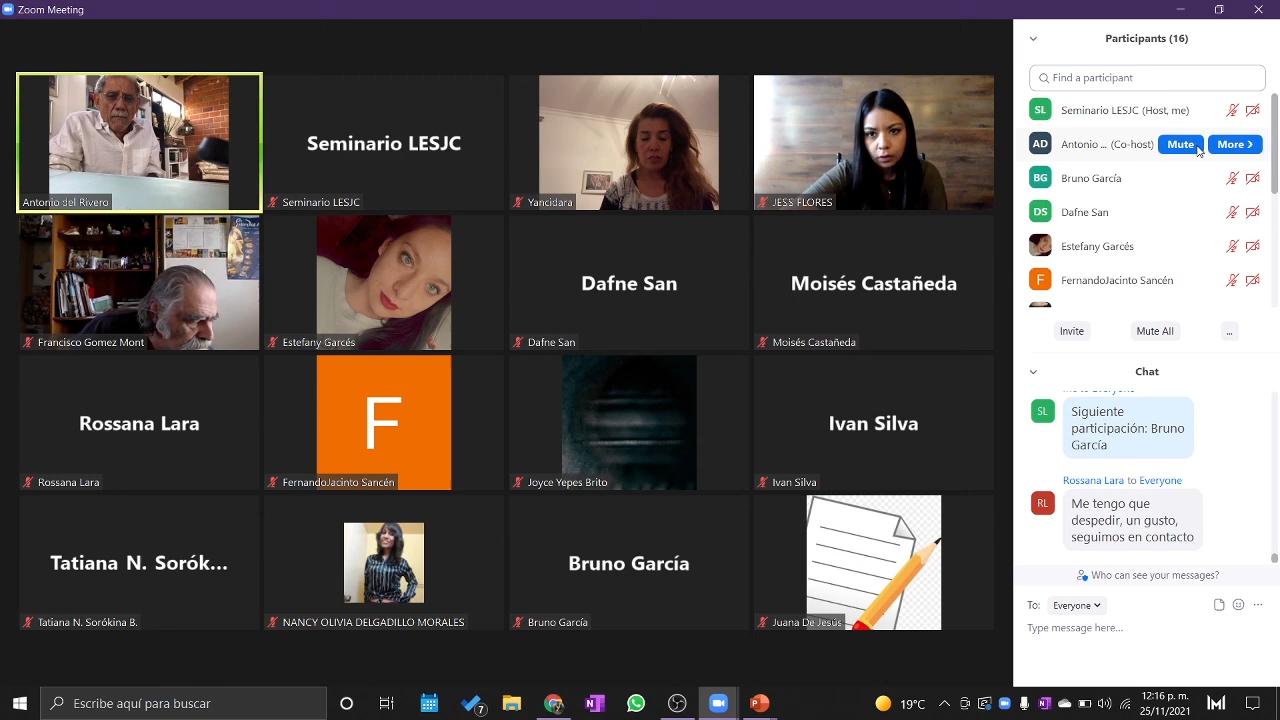 Zoom Meeting
Antonio del Rivero
Seminario LESJC
Seminario LESJC
Yancidara
JESS FLORES
Francisco Gomez Mont
Estefany Garcés
Dafne San
Dafne San
Moisés Castañeda
Moisés Castañeda
Rossana Lara
Rossana Lara
F
FernandoJacinto Sancén
Joyce Yepes Brito
Ivan Silva
Ivan Silva
Tatiana N. Sorók...
Tatiana N. Sorókina B.
NANCY OLIVIA DELGADILLO MORALES
Bruno García
Bruno García
Juana De Jesús
Participants (16)
Find a participant
SL Seminario LESJC (Host, me)
AD Antonio ... (Co-host) Mute More
BG Bruno García
DS Dafne San
Estefany Garcés
F FernandoJacinto Sancén
Invite Mute All ...
Chat
SL
Siguiente
participación: Bruno
García
Rossana Lara to Everyone
RL
Me tengo que
despedir, un gusto,
seguimos en contacto
Who can see your messages?
To: Everyone
Type message here...
Escribe aquí para buscar
7
19°C
12:16 p. m.
25/11/2021